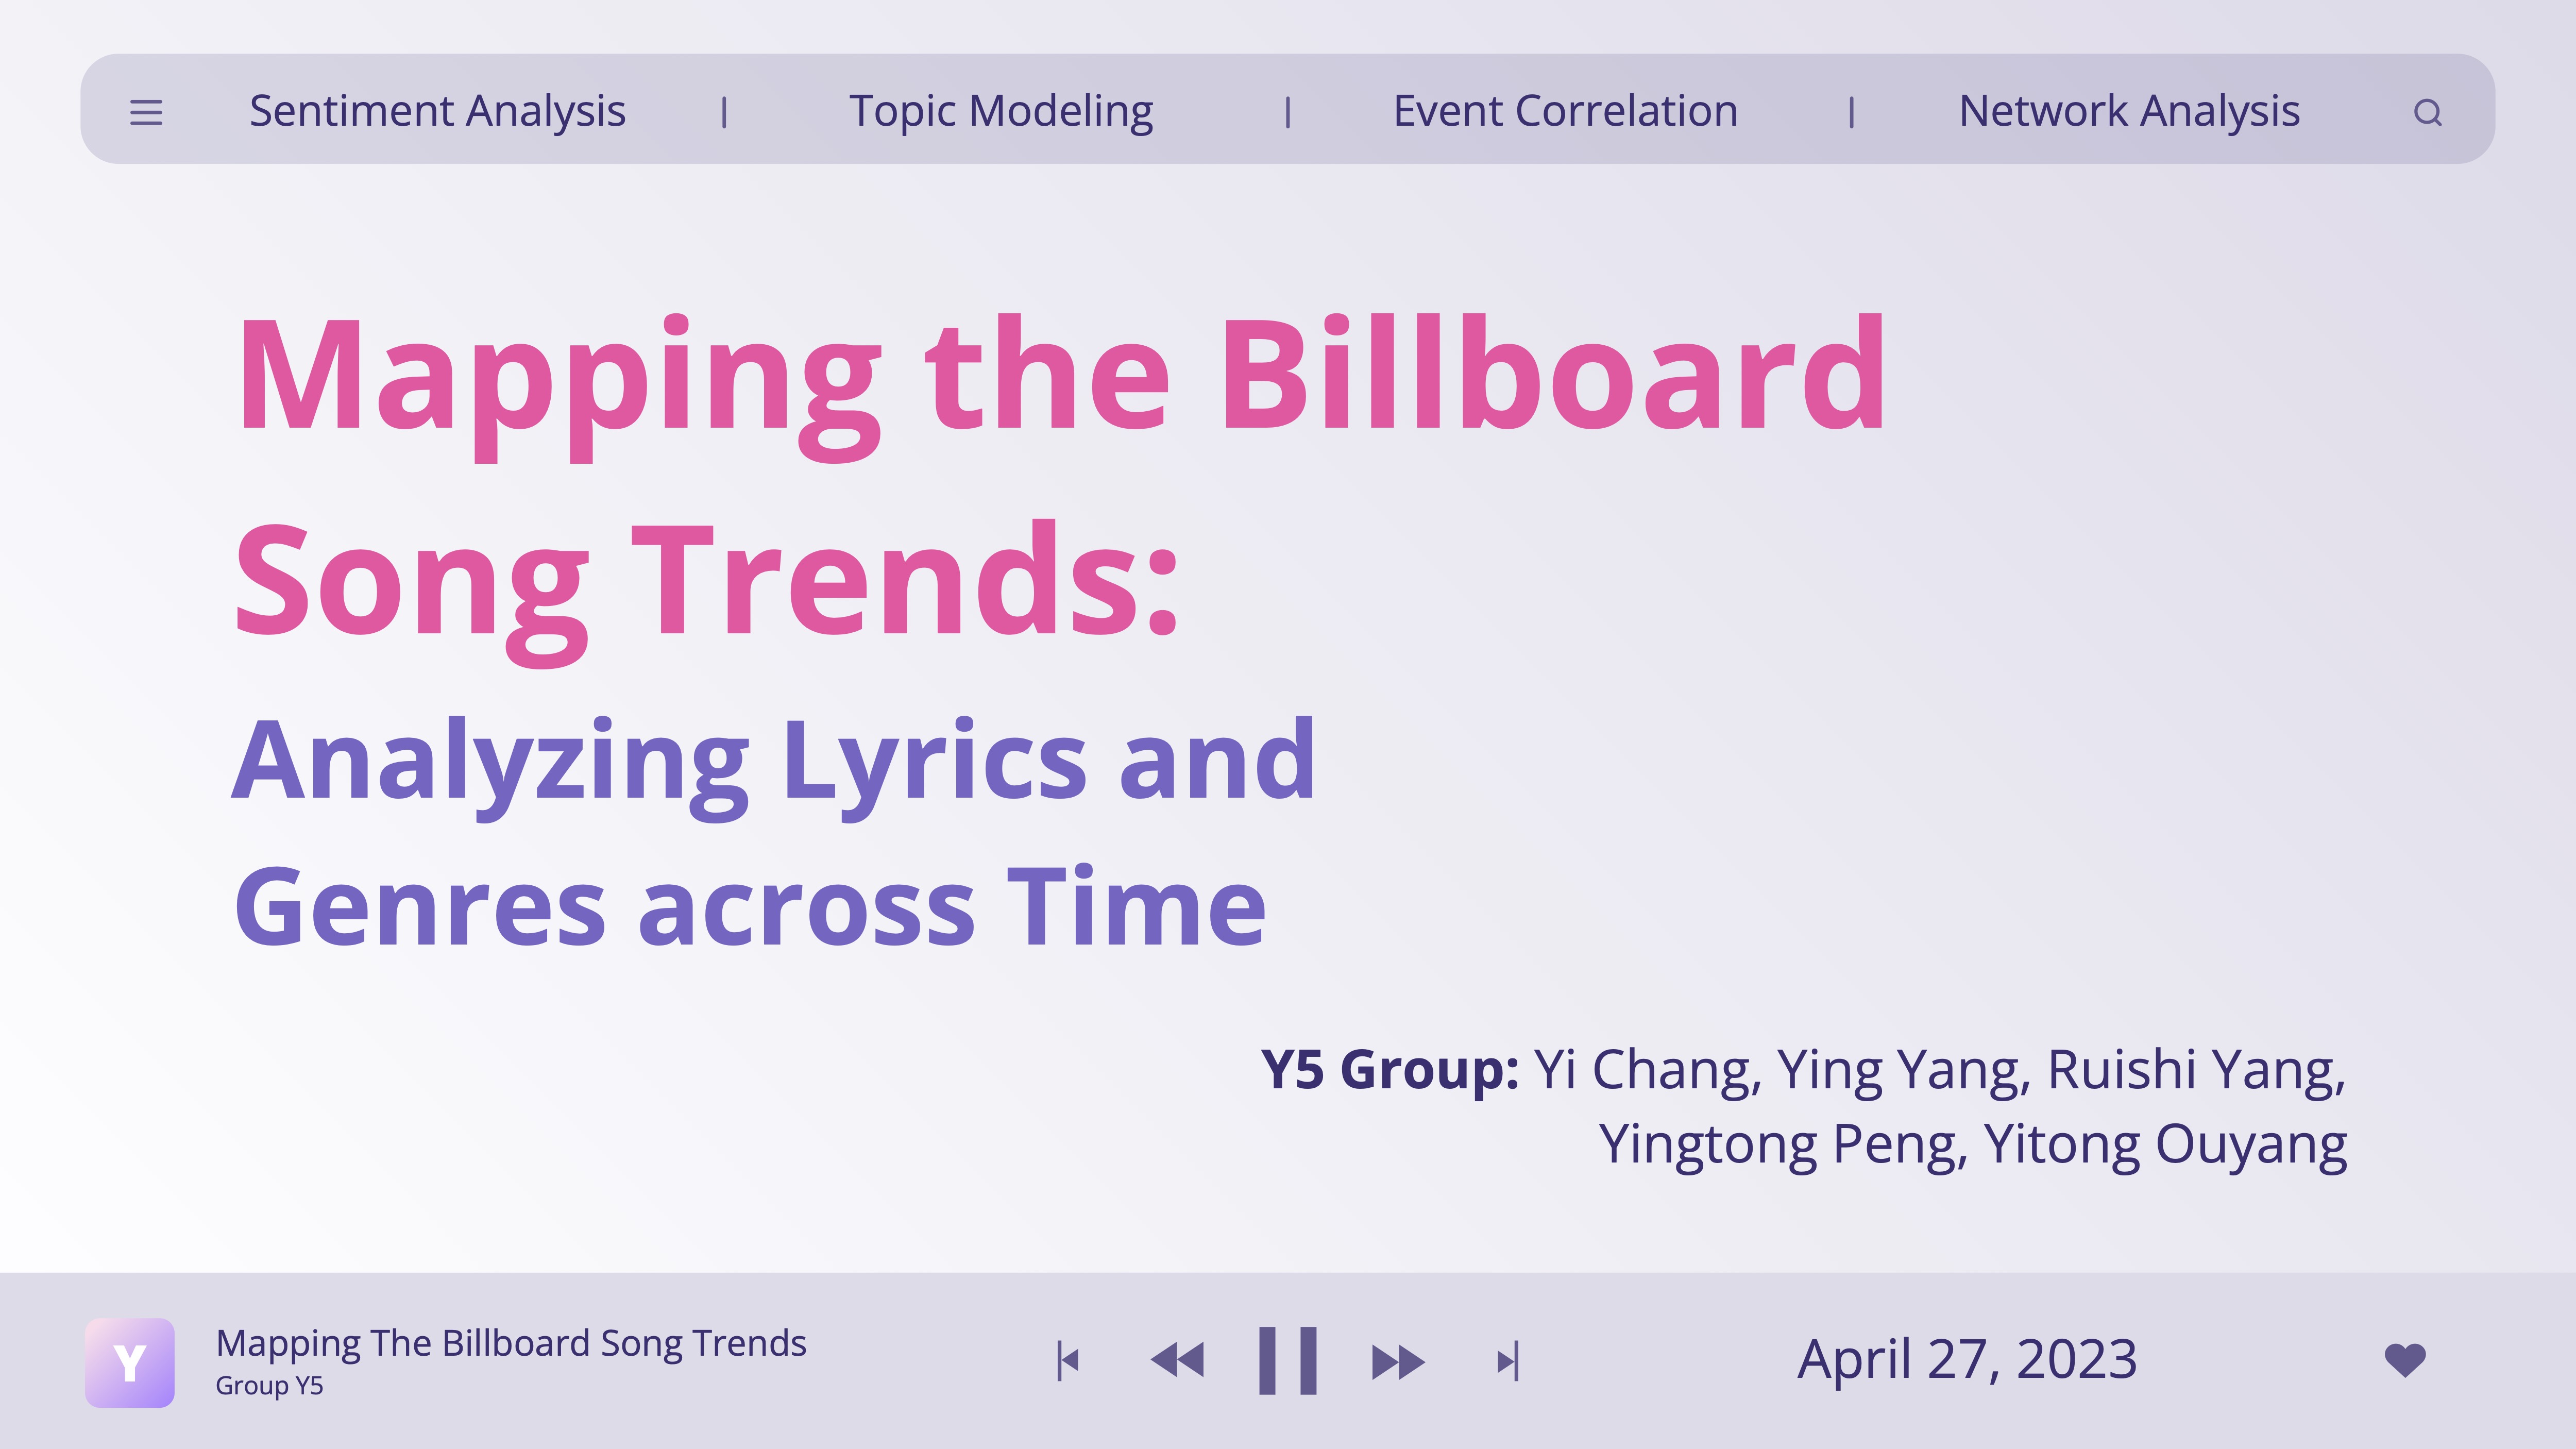 Sentiment Analysis | Topic Modeling | Event Correlation | Network Analysis
Mapping the Billboard
Song Trends:
Analyzing Lyrics and
Genres across Time
Y5 Group: Yi Chang, Ying Yang, Ruishi Yang,
Yingtong Peng, Yitong Ouyang
Y
Mapping The Billboard Song Trends
Group Y5
April 27, 2023